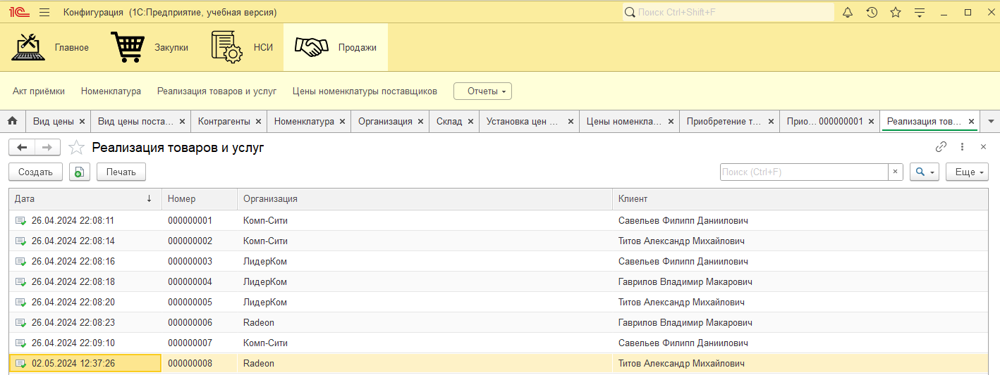 1С Конфигурация (1С:Предприятие, учебная версия) Поиск Ctrl+Shift+F
Главное Закупки НСИ Продажи
Акт приёмки Номенклатура Реализация товаров и услуг Цены номенклатуры поставщиков Отчеты
Вид цены Вид цены поста... Контрагенты Номенклатура Организация Склад Установка цен ... Цены номенкла... Приобретение т... Прио... 000000001 Реализация тов...
Реализация товаров и услуг
Создать Печать Поиск (Ctrl+F) Еще
Дата Номер Организация Клиент
26.04.2024 22:08:11 000000001 Комп-Сити Савельев Филипп Даниилович
26.04.2024 22:08:14 000000002 Комп-Сити Титов Александр Михайлович
26.04.2024 22:08:16 000000003 ЛидерКом Савельев Филипп Даниилович
26.04.2024 22:08:18 000000004 ЛидерКом Гаврилов Владимир Макарович
26.04.2024 22:08:20 000000005 ЛидерКом Титов Александр Михайлович
26.04.2024 22:08:23 000000006 Radeon Гаврилов Владимир Макарович
26.04.2024 22:09:10 000000007 Комп-Сити Савельев Филипп Даниилович
02.05.2024 12:37:26 000000008 Radeon Титов Александр Михайлович